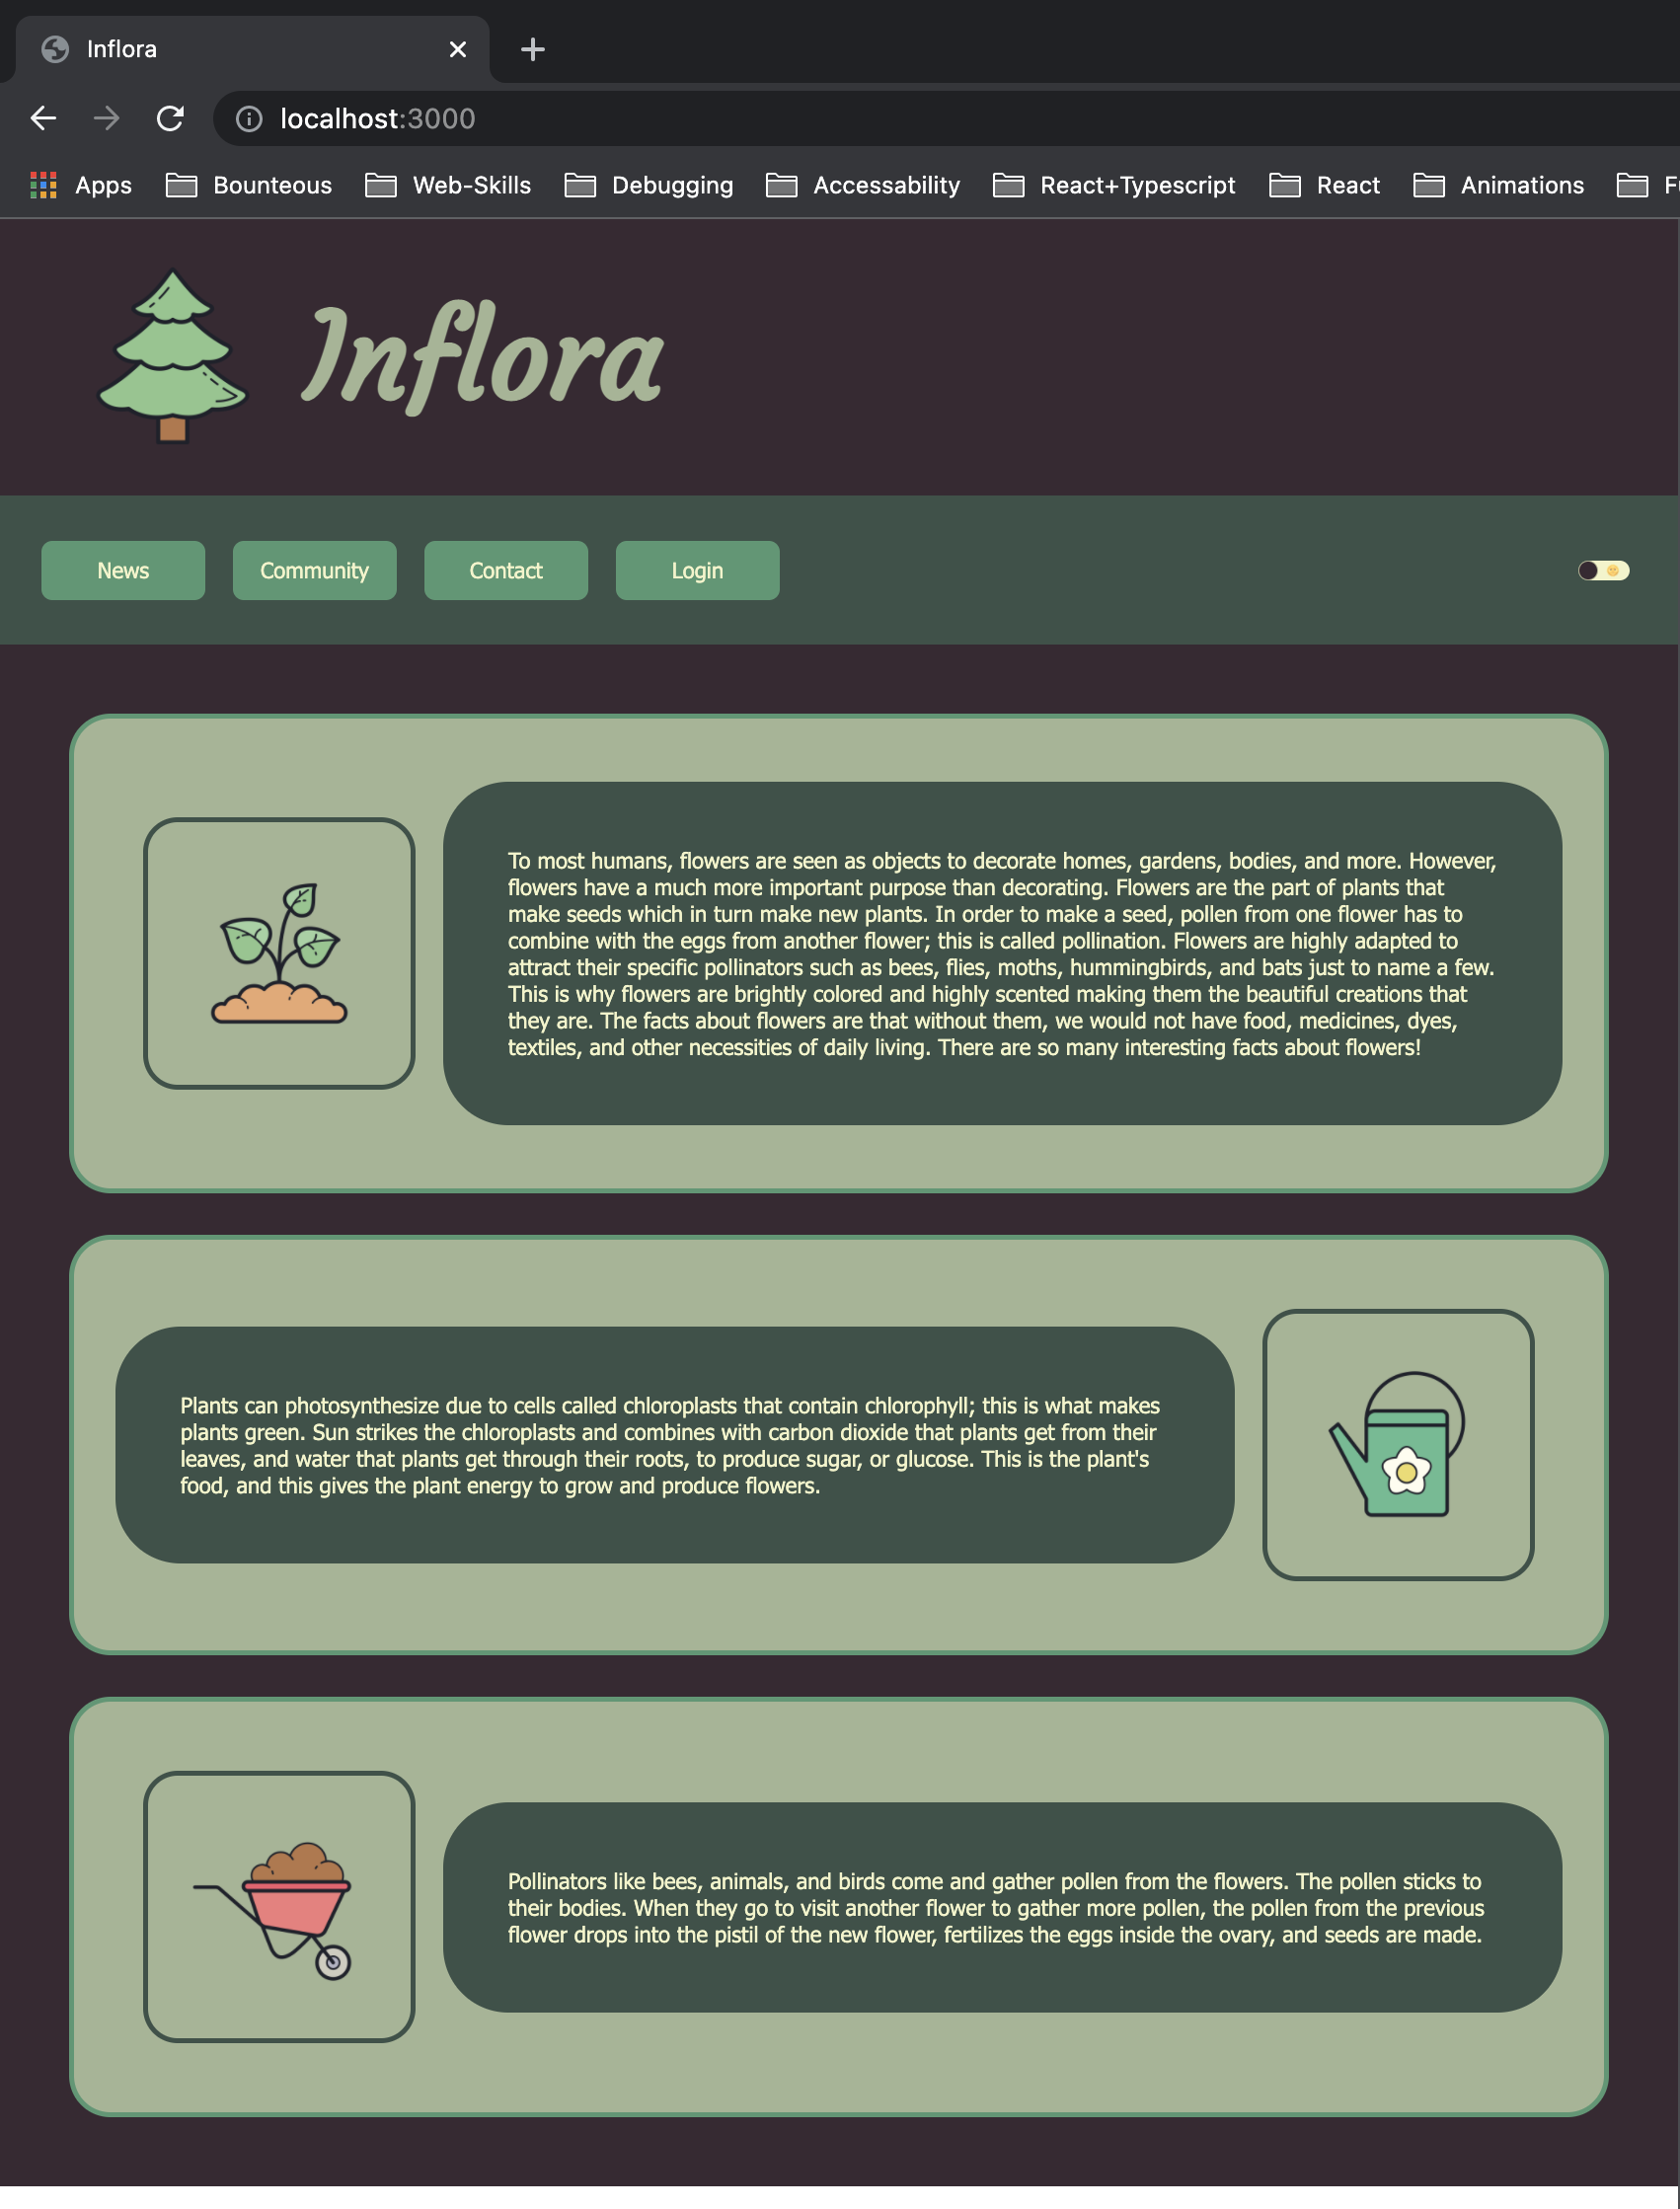 Inflora
localhost:3000
Apps Bounteous Web-Skills Debugging Accessability React+Typescript React Animations
Inflora
News Community Contact Login
To most humans, flowers are seen as objects to decorate homes, gardens, bodies, and more. However,
flowers have a much more important purpose than decorating. Flowers are the part of plants that
make seeds which in turn make new plants. In order to make a seed, pollen from one flower has to
combine with the eggs from another flower; this is called pollination. Flowers are highly adapted to
attract their specific pollinators such as bees, flies, moths, hummingbirds, and bats just to name a few.
This is why flowers are brightly colored and highly scented making them the beautiful creations that
they are. The facts about flowers are that without them, we would not have food, medicines, dyes,
textiles, and other necessities of daily living. There are so many interesting facts about flowers!
Plants can photosynthesize due to cells called chloroplasts that contain chlorophyll; this is what makes
plants green. Sun strikes the chloroplasts and combines with carbon dioxide that plants get from their
leaves, and water that plants get through their roots, to produce sugar, or glucose. This is the plant's
food, and this gives the plant energy to grow and produce flowers.
Pollinators like bees, animals, and birds come and gather pollen from the flowers. The pollen sticks to
their bodies. When they go to visit another flower to gather more pollen, the pollen from the previous
flower drops into the pistil of the new flower, fertilizes the eggs inside the ovary, and seeds are made.